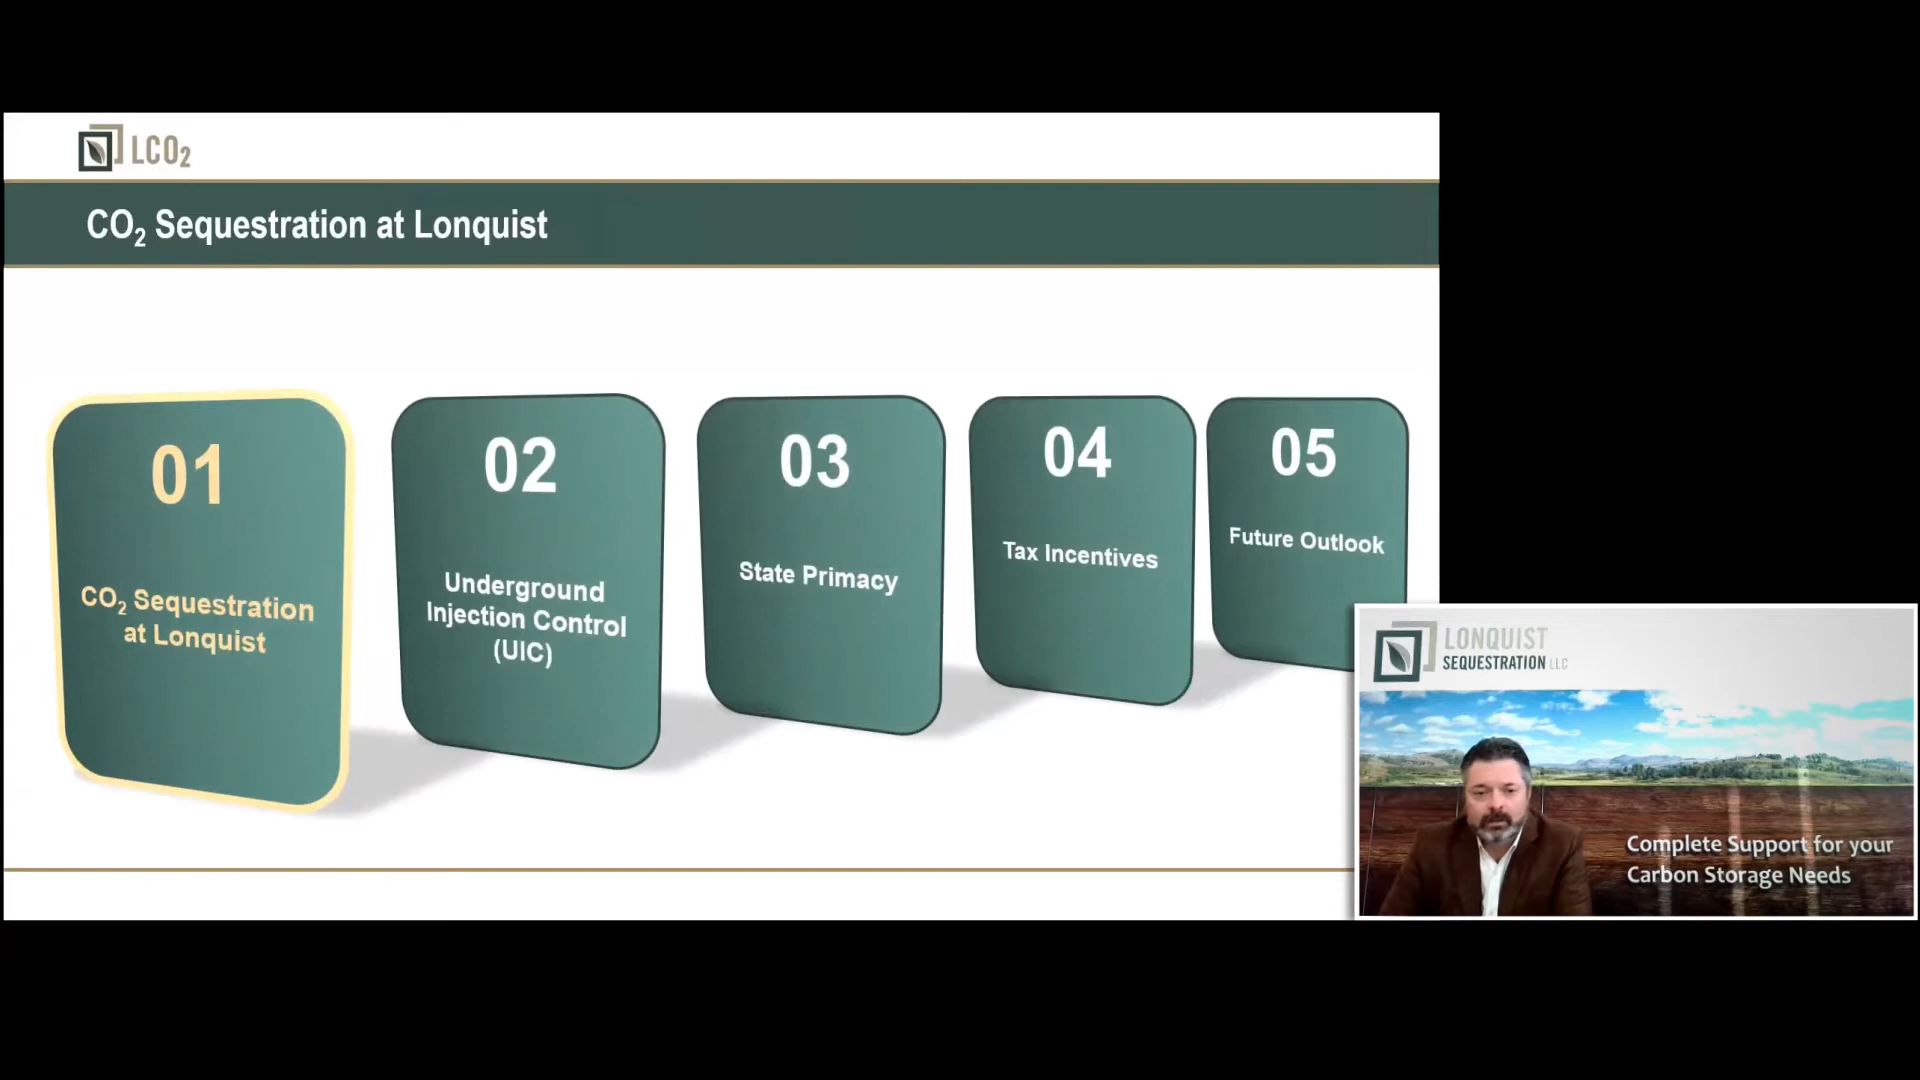 LCO2
CO2 Sequestration at Lonquist
01
CO2 Sequestration
at Lonquist
02
Underground
Injection Control
(UIC)
03
State Primacy
04
Tax Incentives
05
Future Outlook
LONQUIST
SEQUESTRATION LLC
Complete Support for your
Carbon Storage Needs